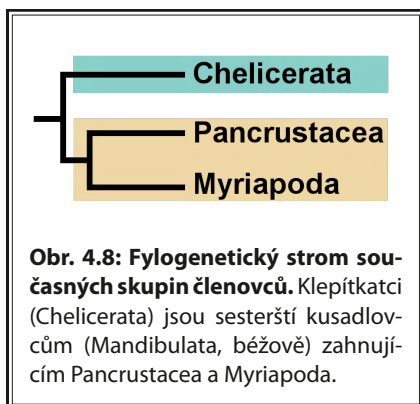 Chelicerata
Pancrustacea
Myriapoda
Obr. 4.8: Fylogenetický strom sou-
časných skupin členovců. Klepítkatci
(Chelicerata) jsou sesterští kusadlov-
cům (Mandibulata, béžově) zahnují-
cím Pancrustacea a Myriapoda.